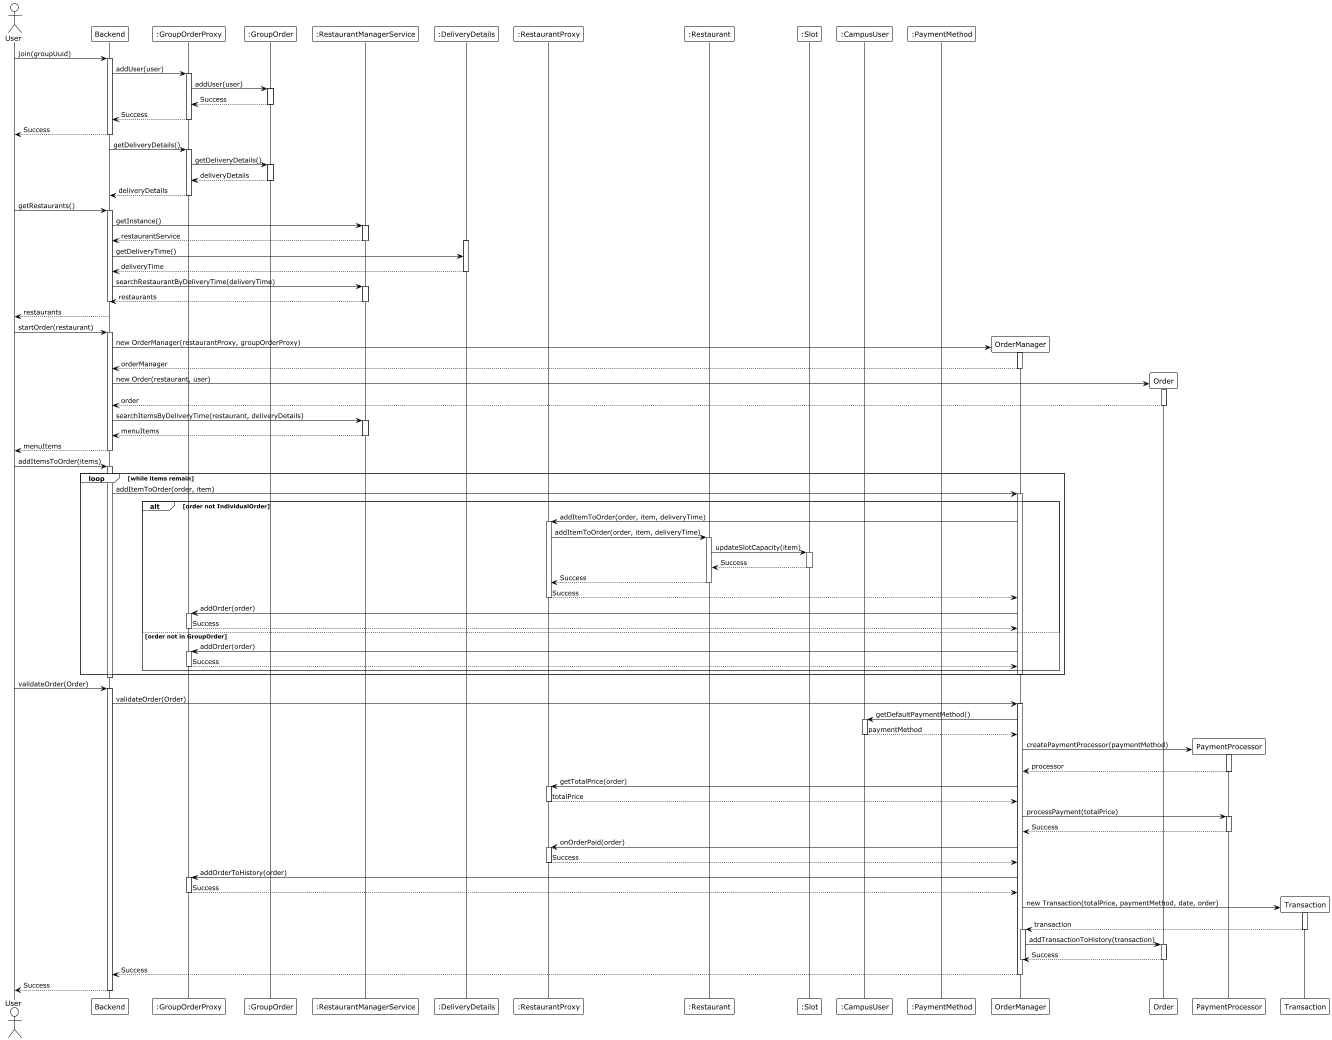 User
Backend
:GroupOrderProxy
:GroupOrder
:RestaurantManagerService
:DeliveryDetails
:RestaurantProxy
:Restaurant
:Slot
:CampusUser
:PaymentMethod
join(groupUuid)
addUser(user)
addUser(user)
Success
Success
Success
getDeliveryDetails()
getDeliveryDetails()
deliveryDetails
deliveryDetails
getRestaurants()
getInstance()
restaurantService
getDeliveryTime()
deliveryTime
searchRestaurantByDeliveryTime(deliveryTime)
restaurants
restaurants
startOrder(restaurant)
new OrderManager(restaurantProxy, groupOrderProxy)
OrderManager
orderManager
new Order(restaurant, user)
Order
order
searchItemsByDeliveryTime(restaurant, deliveryDetails)
menuItems
menuItems
addItemsToOrder(items)
loop [while items remain]
addItemToOrder(order, item)
alt [order not IndividualOrder]
addItemToOrder(order, item, deliveryTime)
addItemToOrder(order, item, deliveryTime)
updateSlotCapacity(item)
Success
Success
Success
addOrder(order)
Success
[order not in GroupOrder]
addOrder(order)
Success
validateOrder(Order)
validateOrder(Order)
getDefaultPaymentMethod()
paymentMethod
createPaymentProcessor(paymentMethod)
PaymentProcessor
processor
getTotalPrice(order)
totalPrice
processPayment(totalPrice)
Success
onOrderPaid(order)
Success
addOrderToHistory(order)
Success
new Transaction(totalPrice, paymentMethod, date, order)
Transaction
transaction
addTransactionToHistory(transaction)
Success
Success
Success
User
Backend
:GroupOrderProxy
:GroupOrder
:RestaurantManagerService
:DeliveryDetails
:RestaurantProxy
:Restaurant
:Slot
:CampusUser
:PaymentMethod
OrderManager
Order
PaymentProcessor
Transaction